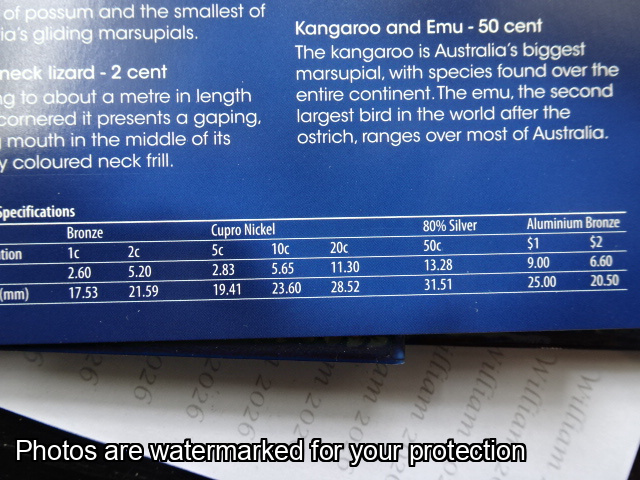 of possum and the smallest of
ia's gliding marsupials.
neck lizard - 2 cent
ng to about a metre in length
cornered it presents a gaping,
mouth in the middle of its
y coloured neck frill.
Kangaroo and Emu - 50 cent
The kangaroo is Australia's biggest
marsupial, with species found over the
entire continent. The emu, the second
largest bird in the world after the
ostrich, ranges over most of Australia.
Specifications
Bronze Cupro Nickel 80% Silver Aluminium Bronze
tion 1c 2c 5c 10c 20c 50c $1 $2
2.60 5.20 2.83 5.65 11.30 13.28 9.00 6.60
(mm) 17.53 21.59 19.41 23.60 28.52 31.51 25.00 20.50
William 2026
Photos are watermarked for your protection